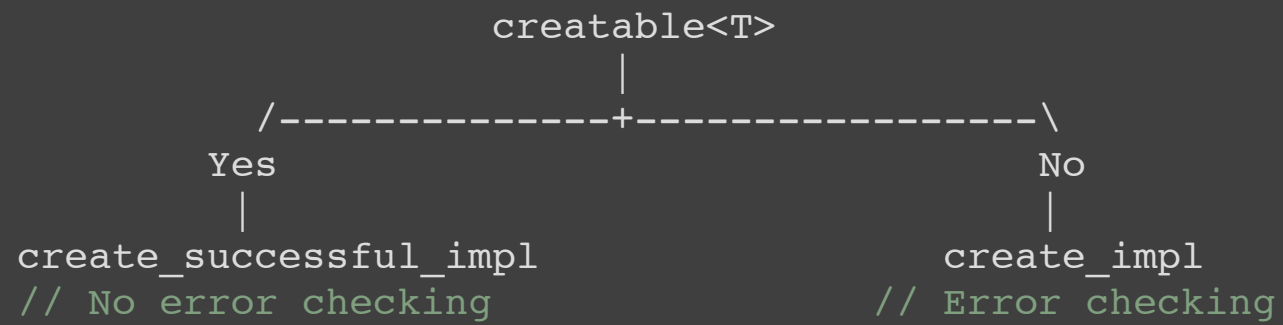 creatable<T>
|
/--------------+-----------------\
Yes No
| |
create_successful_impl create_impl
// No error checking // Error checking